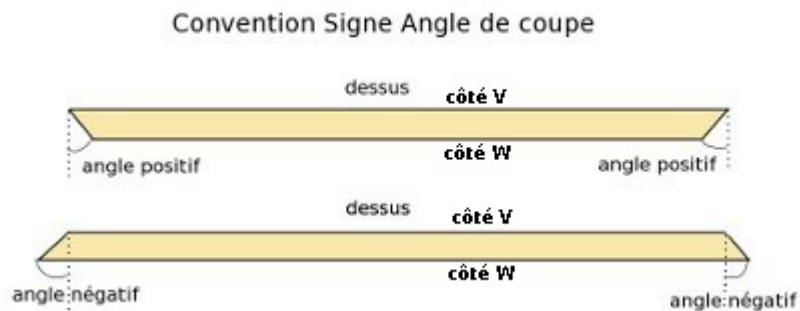 Convention Signe Angle de coupe
dessus côté V
côté W
angle positif angle positif
dessus côté V
côté W
angle négatif angle négatif